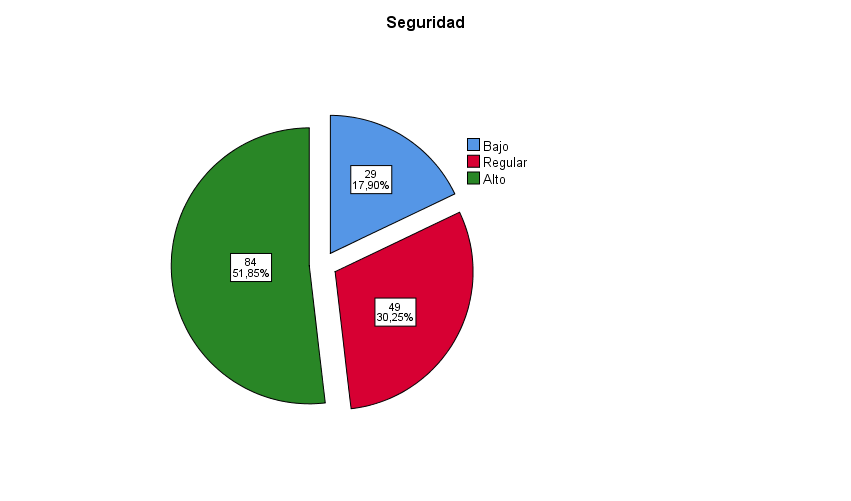 Seguridad
Bajo
Regular
Alto
29
17,90%
84
51,85%
49
30,25%